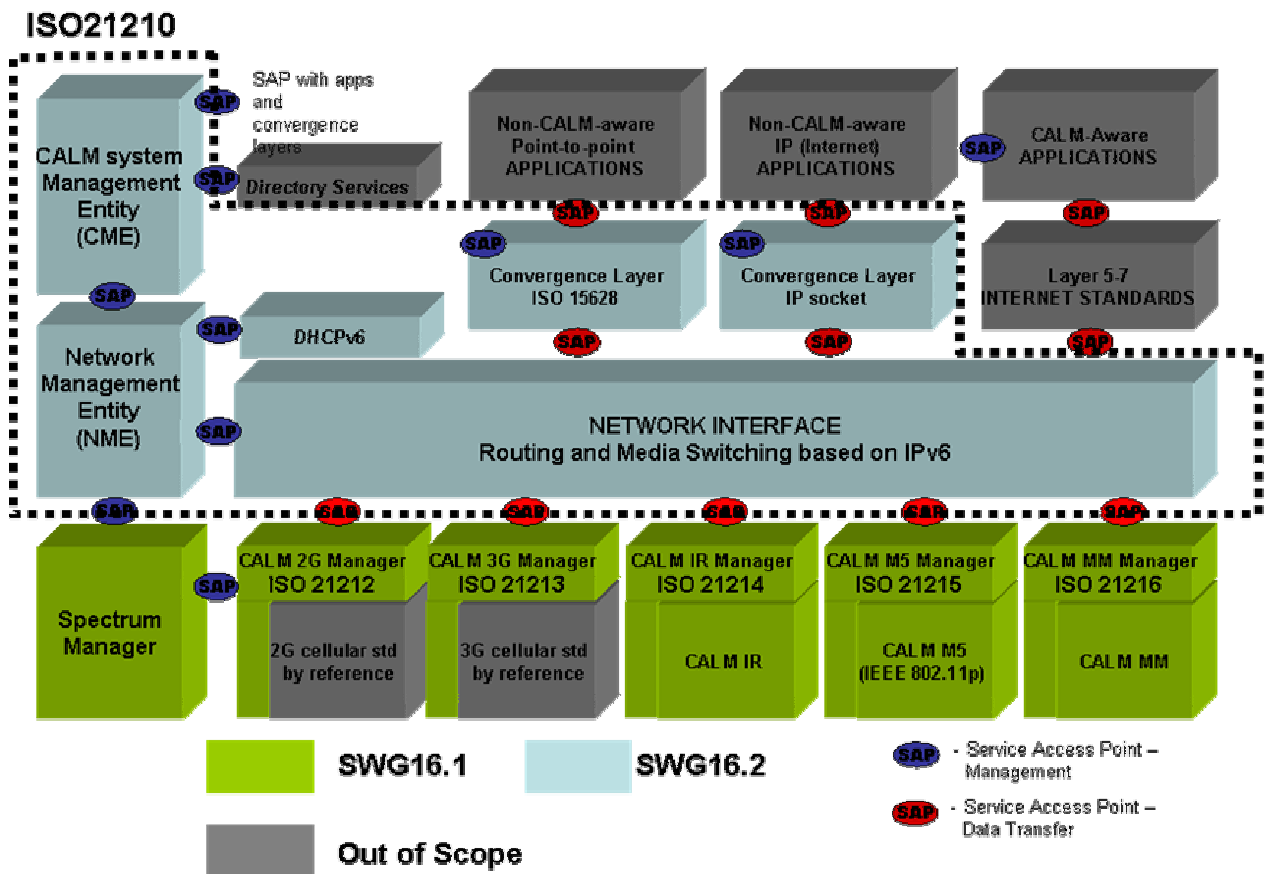 ISO21210
SAP
SAP with apps
and
convergence
layers
Non-CALM-aware
Point-to-point
APPLICATIONS
Non-CALM-aware
IP (Internet)
APPLICATIONS
SAP
CALM-Aware
APPLICATIONS
CALM system
Management
Entity
(CME)
SAP
Directory Services
SAP
SAP
SAP
SAP
Convergence Layer
ISO 15628
SAP
Convergence Layer
IP socket
Layer 5-7
INTERNET STANDARDS
SAP
SAP
DHCPv6
SAP
SAP
SAP
Network
Management
Entity
(NME)
SAP
NETWORK INTERFACE
Routing and Media Switching based on IPv6
SAP
SAP
SAP
SAP
SAP
SAP
Spectrum
Manager
SAP
CALM 2G Manager
ISO 21212
2G cellular std
by reference
CALM 3G Manager
ISO 21213
3G cellular std
by reference
CALM IR Manager
ISO 21214
CALM IR
CALM M5 Manager
ISO 21215
CALM M5
(IEEE 802.11p)
CALM MM Manager
ISO 21216
CALM MM
SWG16.1
SWG16.2
Out of Scope
SAP - Service Access Point –
Management
SAP - Service Access Point –
Data Transfer